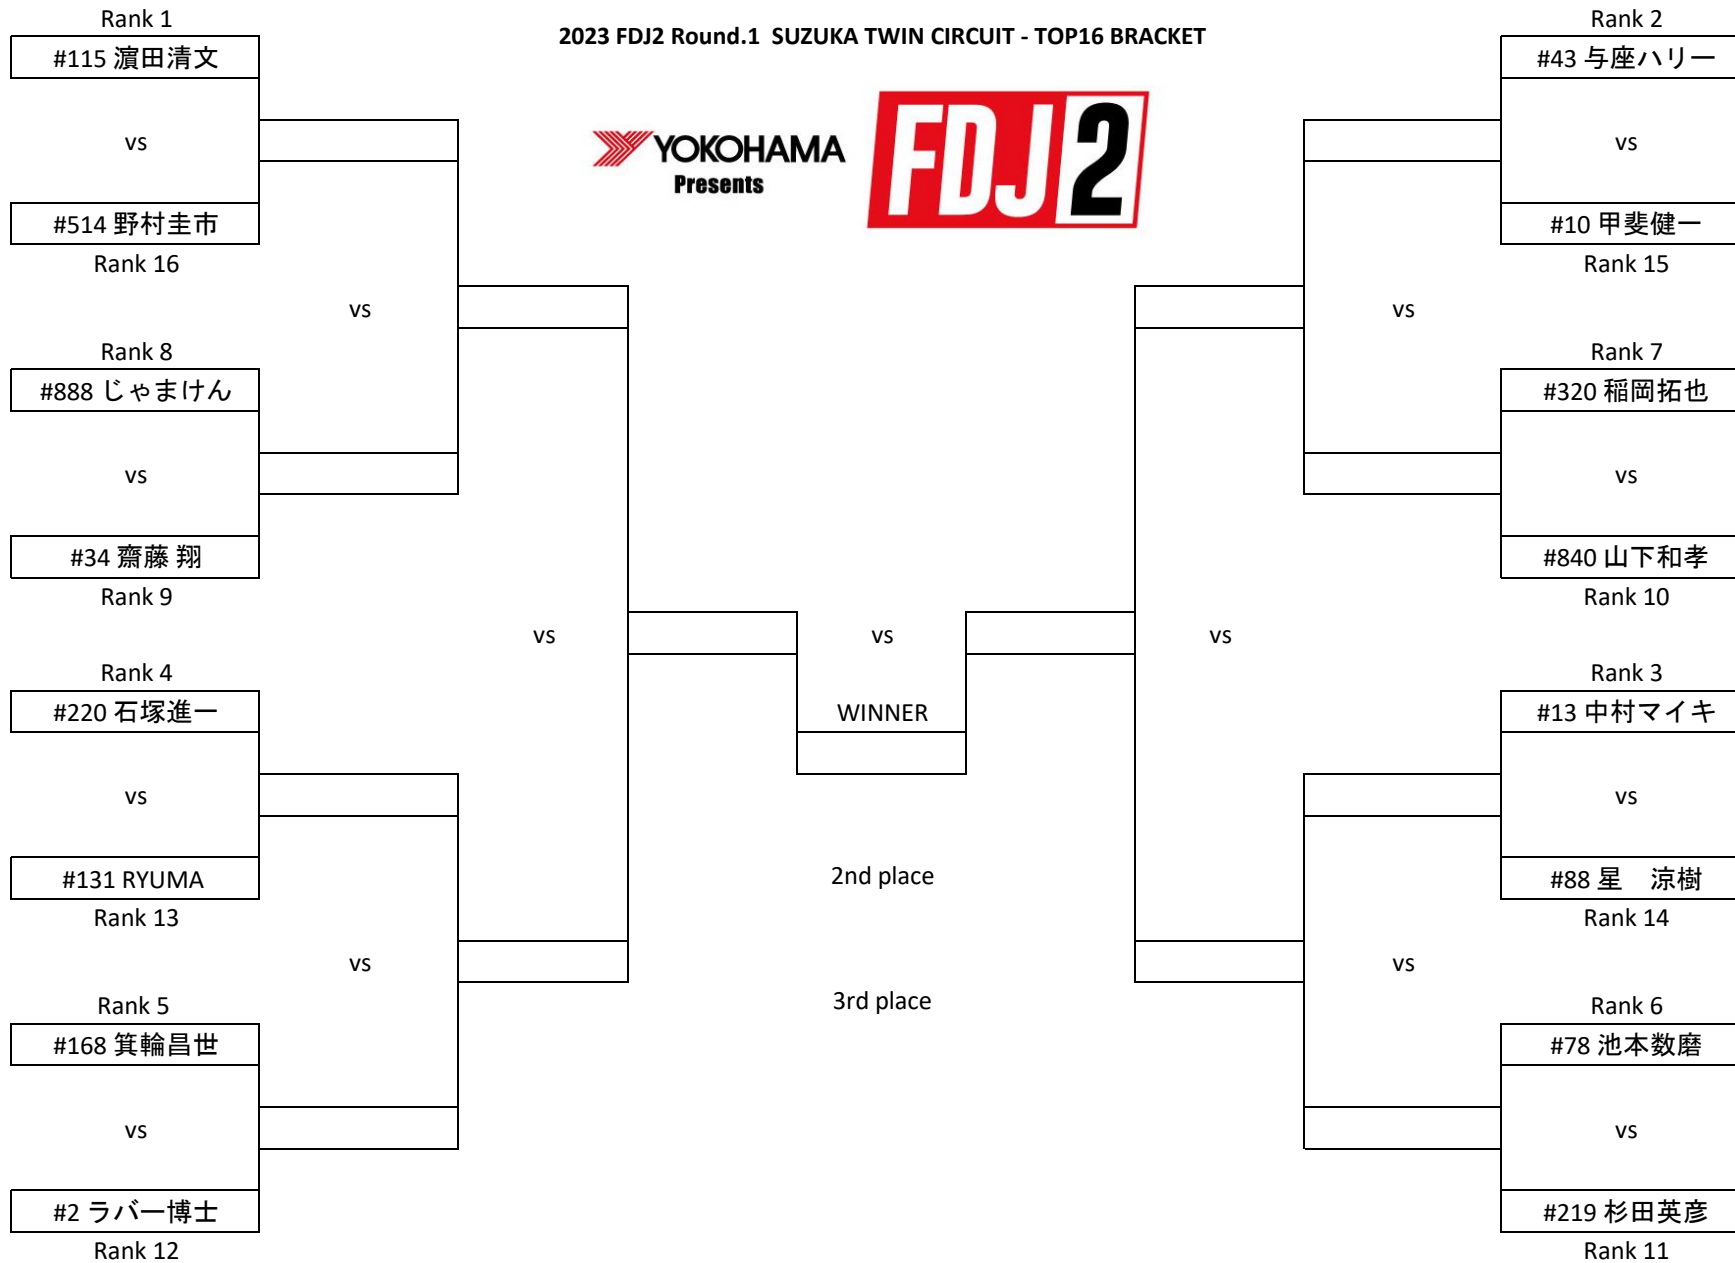 2023 FDJ2 Round.1 SUZUKA TWIN CIRCUIT - TOP16 BRACKET
YOKOHAMA
Presents
FDJ2
Rank 1
#115 濵田清文
vs
#514 野村圭市
Rank 16
vs
Rank 8
#888 じゃまけん
vs
#34 齋藤 翔
Rank 9
vs
Rank 4
#220 石塚進一
vs
#131 RYUMA
Rank 13
vs
Rank 5
#168 箕輪昌世
vs
#2 ラバー博士
Rank 12
vs
WINNER
2nd place
3rd place
Rank 2
#43 与座ハリー
vs
#10 甲斐健一
Rank 15
vs
Rank 7
#320 稲岡拓也
vs
#840 山下和孝
Rank 10
vs
Rank 3
#13 中村マイキ
vs
#88 星　涼樹
Rank 14
vs
Rank 6
#78 池本数磨
vs
#219 杉田英彦
Rank 11